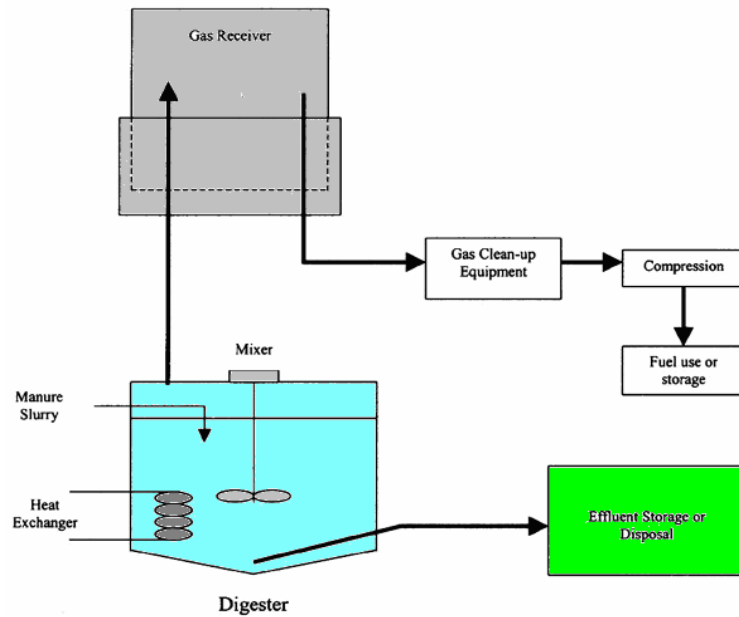 Gas Receiver
Gas Clean-up
Equipment
Compression
Fuel use or
storage
Mixer
Manure
Slurry
Heat
Exchanger
Effluent Storage or
Disposal
Digester